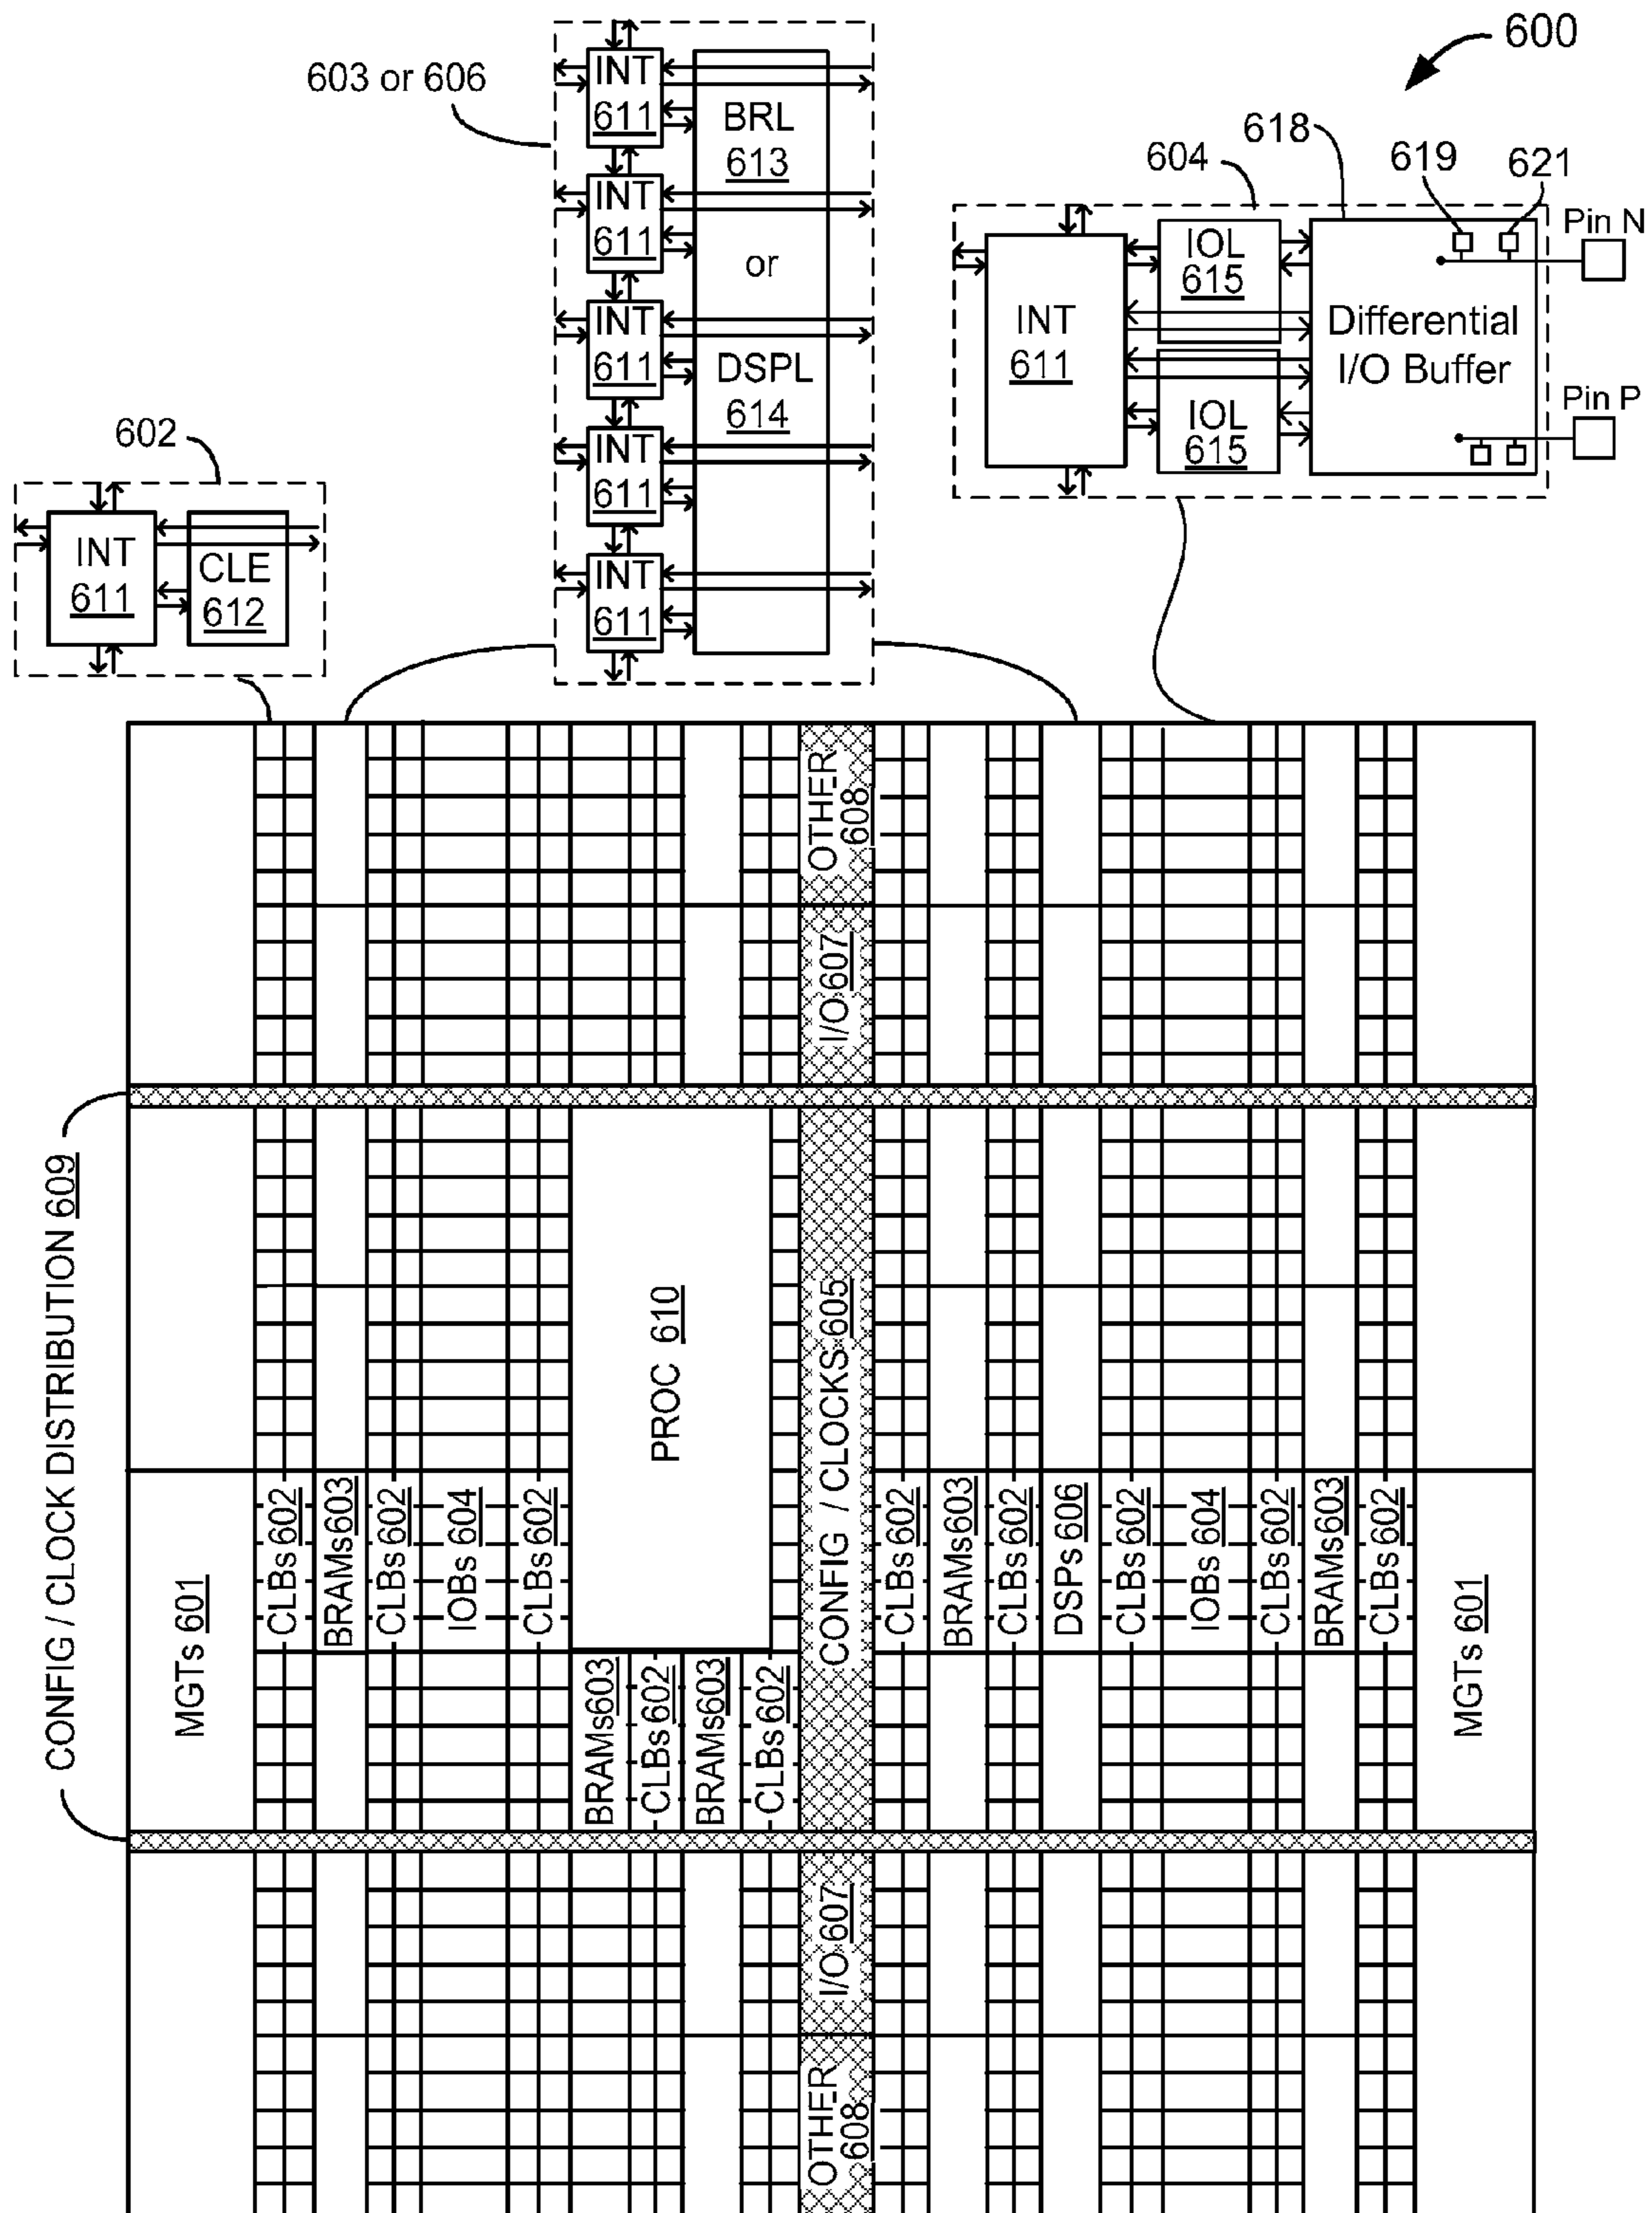 600
603 or 606
INT
611
INT
611
INT
611
INT
611
INT
611
BRL
613
or
DSPL
614
604
618
619
621
Pin N
Pin P
INT
611
IOL
615
IOL
615
Differential
I/O Buffer
602
INT
611
CLE
612
OTHER
608
I/O 607
CONFIG / CLOCK DISTRIBUTION 609
PROC 610
CONFIG / CLOCKS 605
MGTs 601
CLBs 602
BRAMs 603
CLBs 602
IOBs 604
CLBs 602
BRAMs 603
CLBs 602
BRAMs 603
CLBs 602
CLBs 602
BRAMs 603
CLBs 602
DSPs 606
CLBs 602
IOBs 604
CLBs 602
BRAMs 603
CLBs 602
MGTs 601
I/O 607
OTHER
608